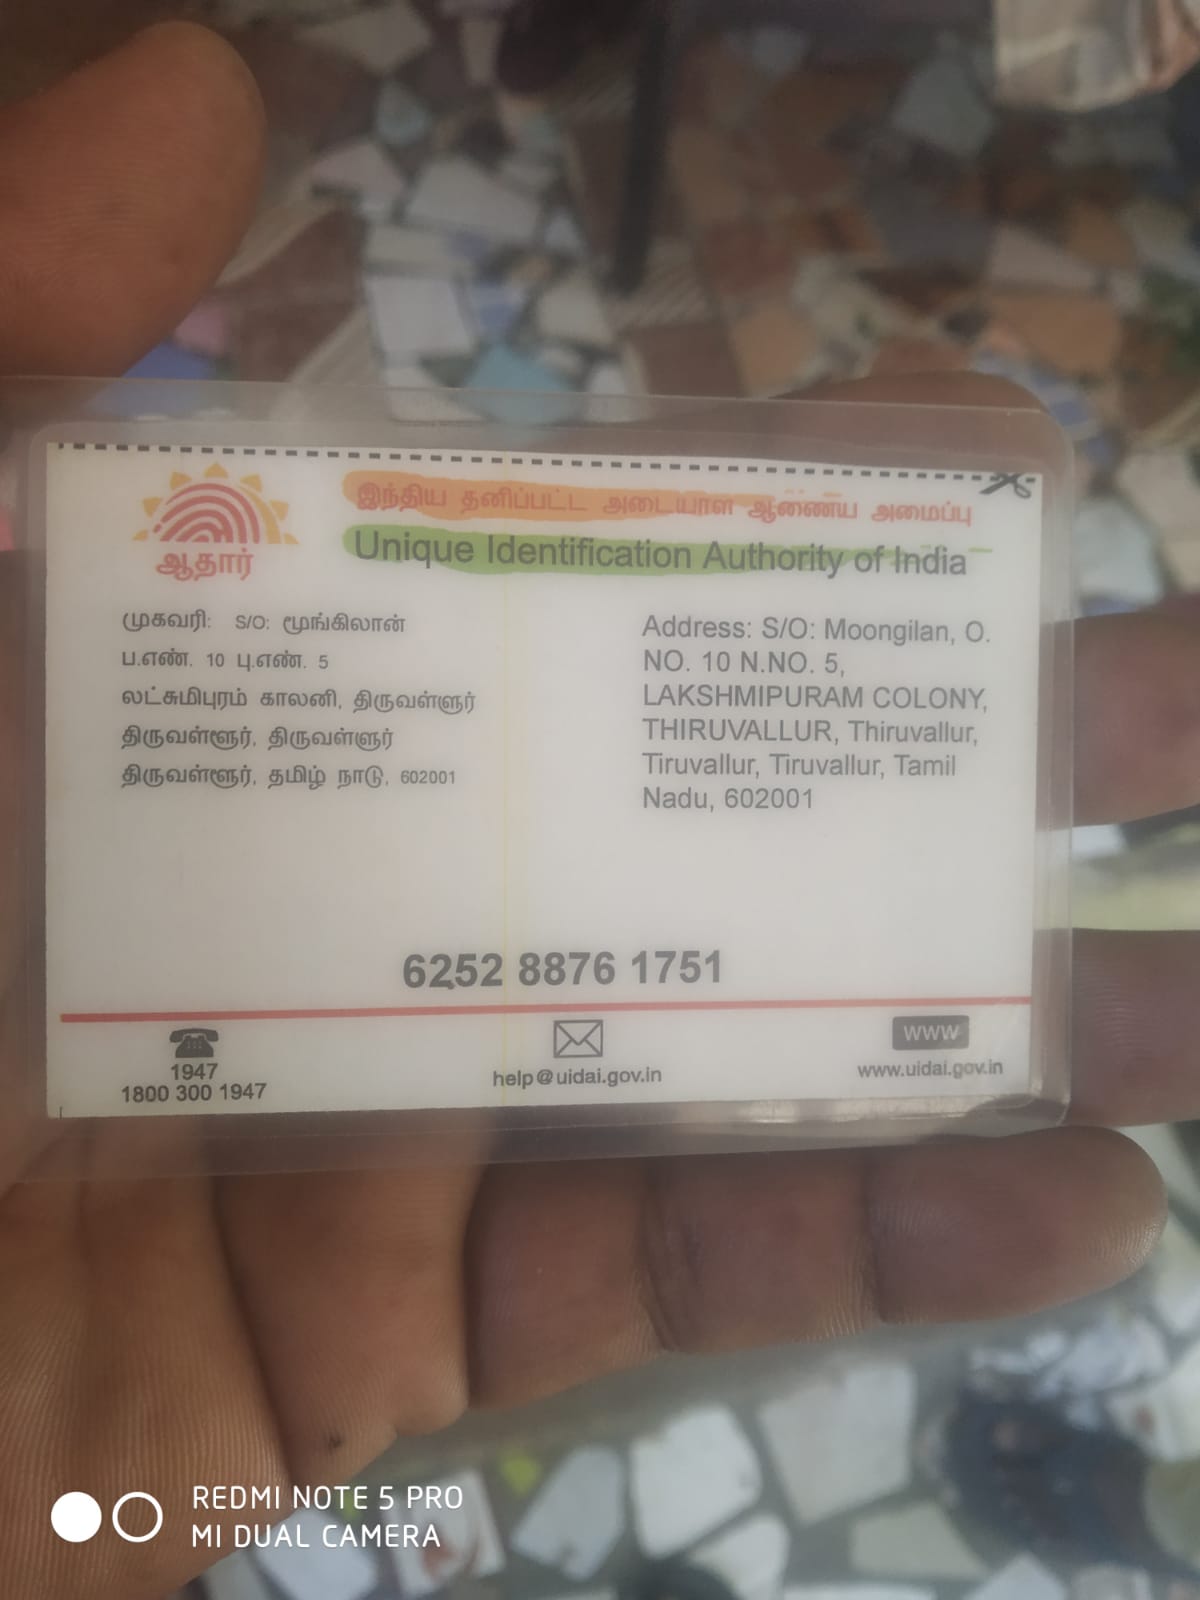 ஆதார்
இந்திய தனிப்பட்ட அடையாள ஆணைய அமைப்பு
Unique Identification Authority of India
முகவரி: S/O: மூங்கிலான்
ப.எண். 10 பு.எண். 5
லட்சுமிபுரம் காலனி, திருவள்ளுர்
திருவள்ளூர், திருவள்ளுர்
திருவள்ளூர், தமிழ் நாடு, 602001
Address: S/O: Moongilan, O.
NO. 10 N.NO. 5,
LAKSHMIPURAM COLONY,
THIRUVALLUR, Thiruvallur,
Tiruvallur, Tiruvallur, Tamil
Nadu, 602001
6252 8876 1751
1947
1800 300 1947
help@uidai.gov.in
WWW
www.uidai.gov.in
REDMI NOTE 5 PRO
MI DUAL CAMERA